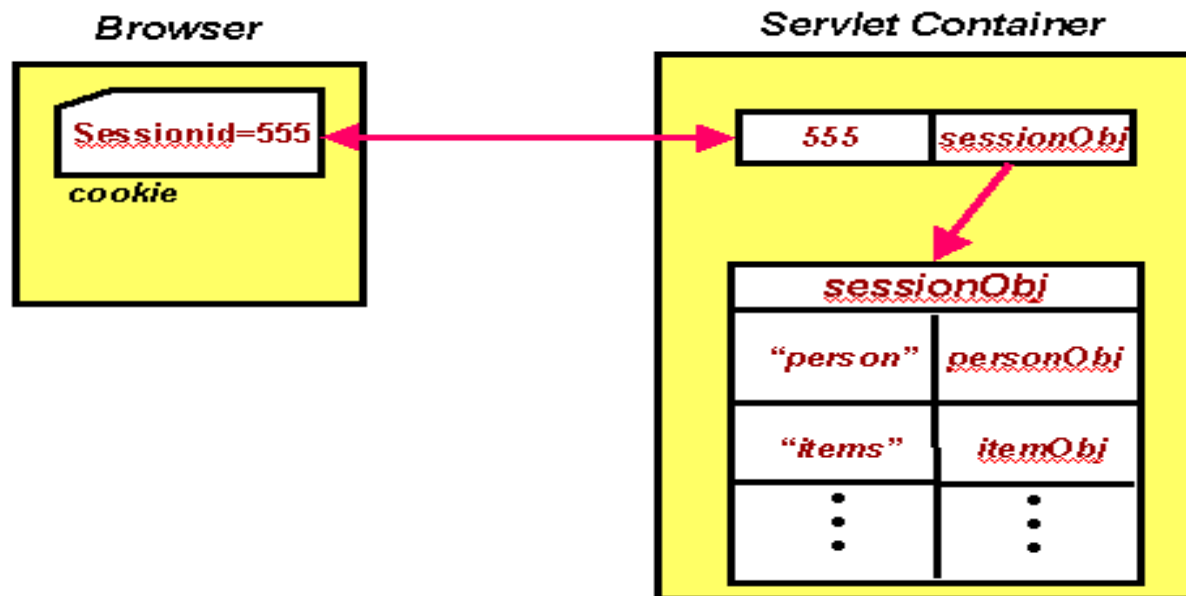 Browser
Servlet Container
Sessionid=555
cookie
555 sessionObj
sessionObj
“person” personObj
“items” itemObj